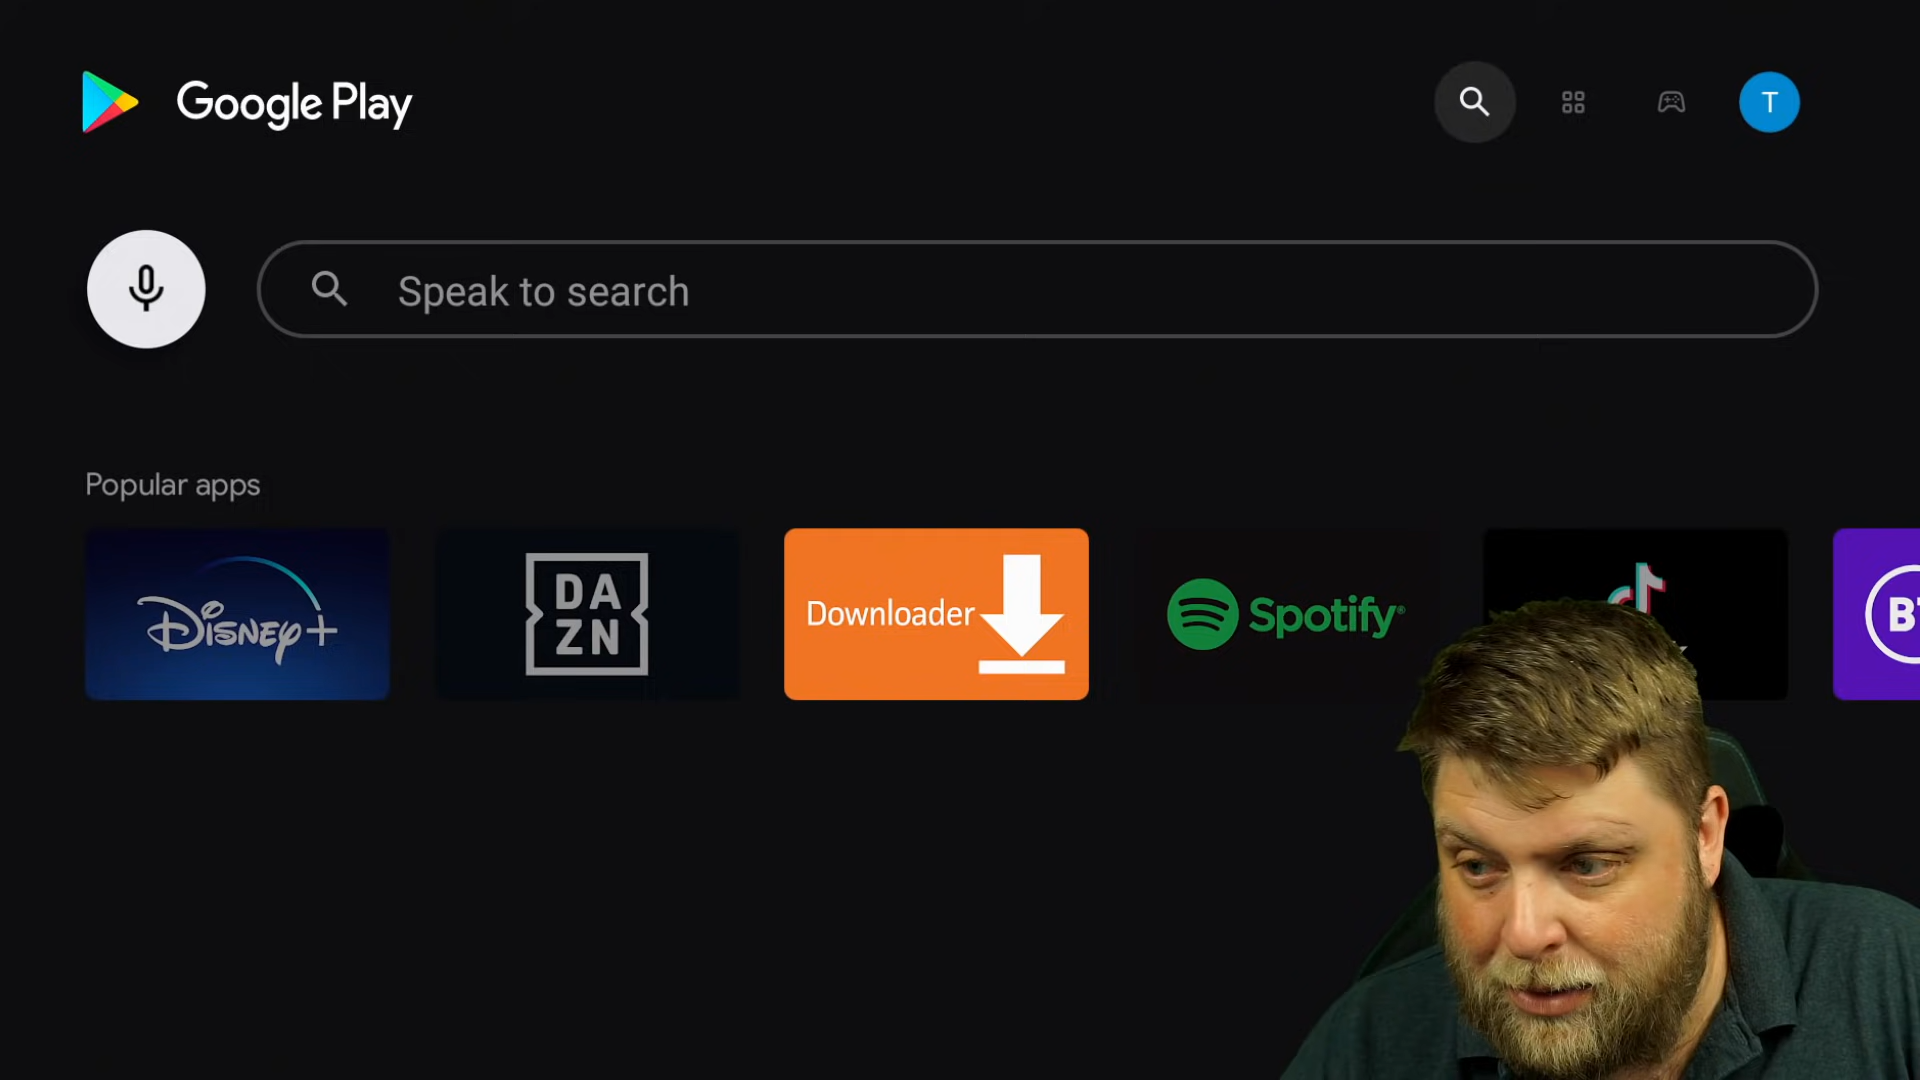 Google Play
T
Speak to search
Popular apps
Disney+
DA
ZN
Downloader
Spotify®